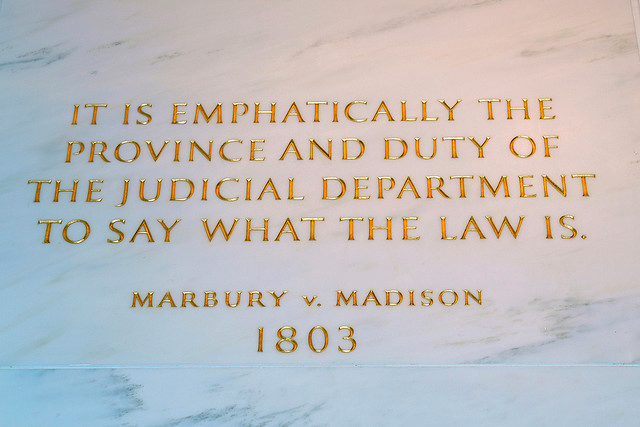 IT IS EMPHATICALLY THE
PROVINCE AND DUTY OF
THE JUDICIAL DEPARTMENT
TO SAY WHAT THE LAW IS.
MARBURY v. MADISON
1803